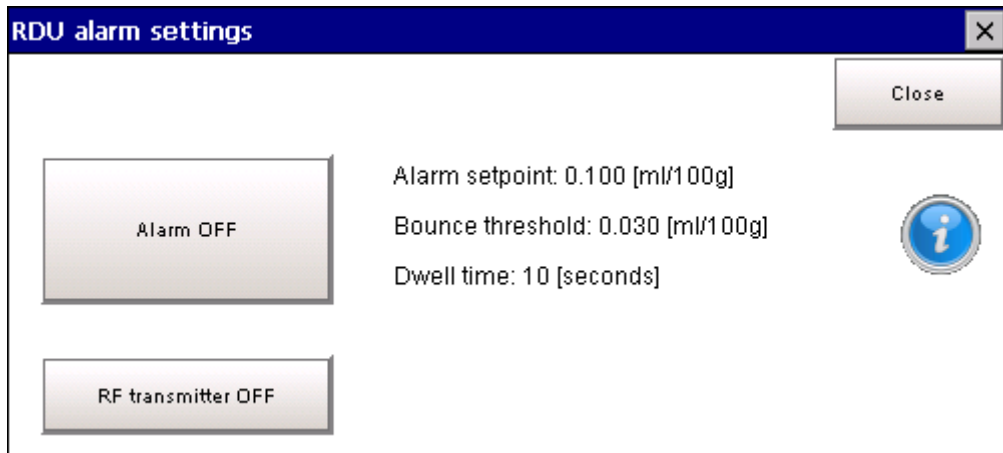 RDU alarm settings
Close
Alarm OFF
Alarm setpoint: 0.100 [ml/100g]
Bounce threshold: 0.030 [ml/100g]
Dwell time: 10 [seconds]
RF transmitter OFF